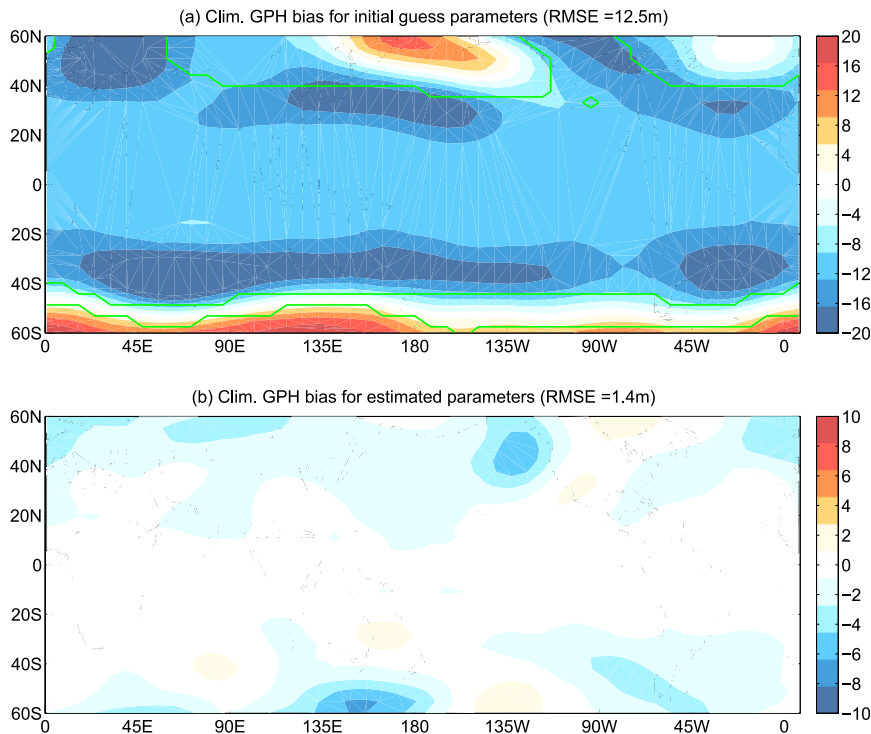 (a) Clim. GPH bias for initial guess parameters (RMSE =12.5m)
60N
40N
20N
0
20S
40S
60S
0 45E 90E 135E 180 135W 90W 45W 0
20
16
12
8
4
0
−4
−8
−12
−16
−20
(b) Clim. GPH bias for estimated parameters (RMSE =1.4m)
60N
40N
20N
0
20S
40S
60S
0 45E 90E 135E 180 135W 90W 45W 0
10
8
6
4
2
0
−2
−4
−6
−8
−10